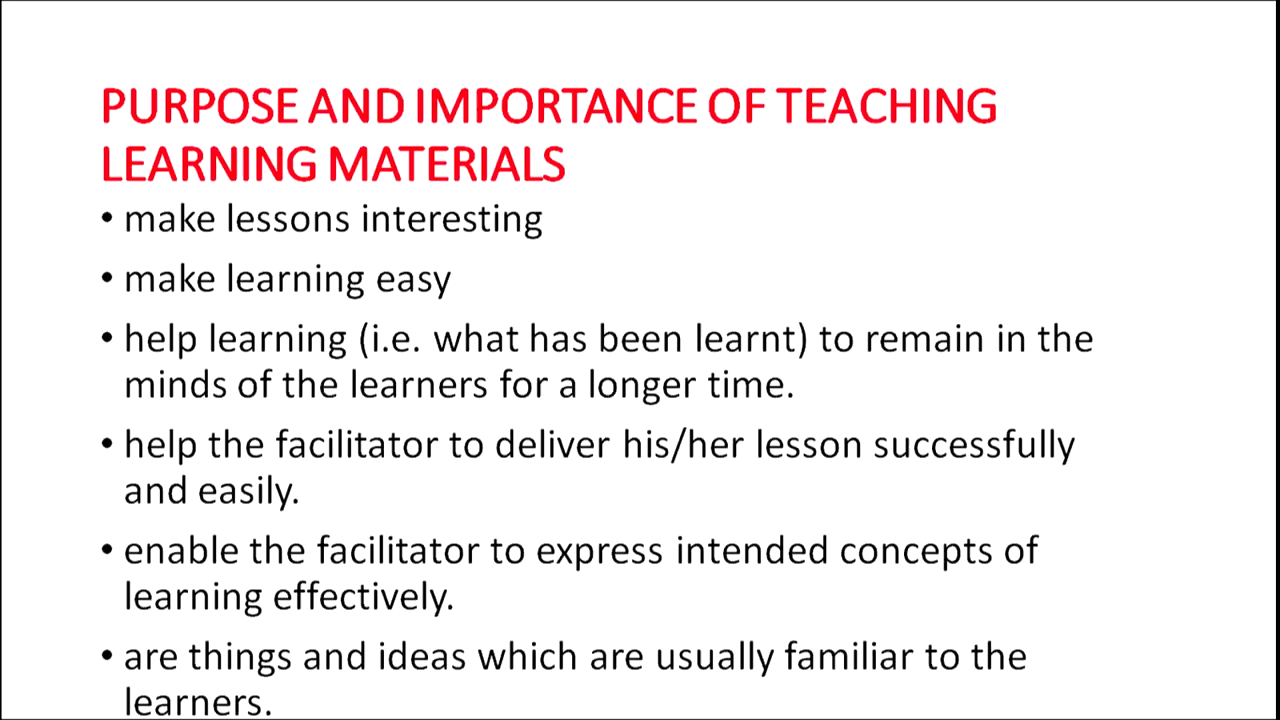 PURPOSE AND IMPORTANCE OF TEACHING
LEARNING MATERIALS
• make lessons interesting
• make learning easy
• help learning (i.e. what has been learnt) to remain in the
minds of the learners for a longer time.
• help the facilitator to deliver his/her lesson successfully
and easily.
• enable the facilitator to express intended concepts of
learning effectively.
• are things and ideas which are usually familiar to the
learners.